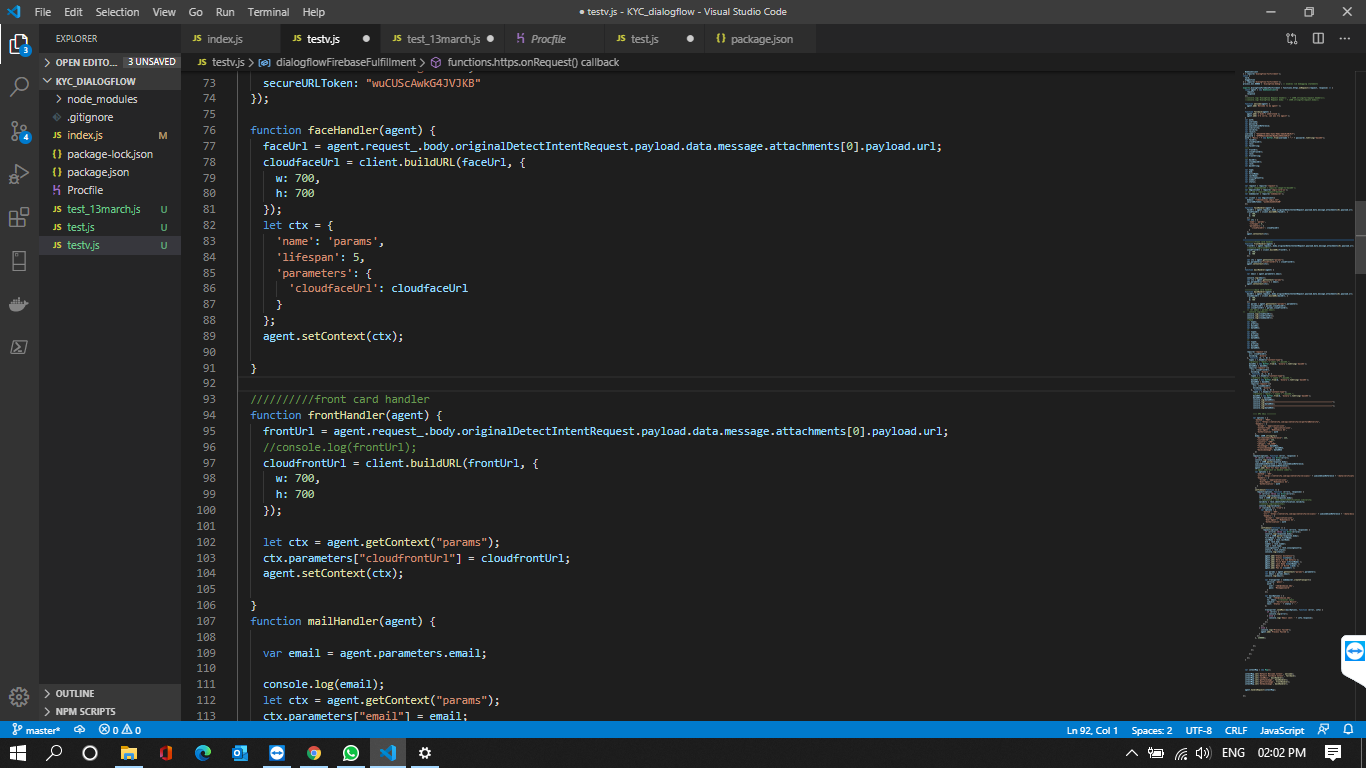 File Edit Selection View Go Run Terminal Help ● testv.js - KYC_dialogflow - Visual Studio Code
EXPLORER
JS index.js JS testv.js ● JS test_13march.js ● Procfile JS test.js ● {} package.json
OPEN EDITO... 3 UNSAVED
KYC_DIALOGFLOW
node_modules
.gitignore
JS index.js M
{} package-lock.json
{} package.json
Procfile
JS test_13march.js U
JS test.js U
JS testv.js U
OUTLINE
NPM SCRIPTS
3
4
JS testv.js > dialogflowFirebaseFulfillment > functions.https.onRequest() callback
73 secureURLToken: "wuCUScAwkG4JVJKB"
74 });
75
76 function faceHandler(agent) {
77 faceUrl = agent.request_.body.originalDetectIntentRequest.payload.data.message.attachments[0].payload.url;
78 cloudfaceUrl = client.buildURL(faceUrl, {
79 w: 700,
80 h: 700
81 });
82 let ctx = {
83 'name': 'params',
84 'lifespan': 5,
85 'parameters': {
86 'cloudfaceUrl': cloudfaceUrl
87 }
88 };
89 agent.setContext(ctx);
90
91 }
92
93 //////////front card handler
94 function frontHandler(agent) {
95 frontUrl = agent.request_.body.originalDetectIntentRequest.payload.data.message.attachments[0].payload.url;
96 //console.log(frontUrl);
97 cloudfrontUrl = client.buildURL(frontUrl, {
98 w: 700,
99 h: 700
100 });
101
102 let ctx = agent.getContext("params");
103 ctx.parameters["cloudfrontUrl"] = cloudfrontUrl;
104 agent.setContext(ctx);
105
106 }
107 function mailHandler(agent) {
108
109 var email = agent.parameters.email;
110
111 console.log(email);
112 let ctx = agent.getContext("params");
113 ctx.parameters["email"] = email;
master* 0 0 Ln 92, Col 1 Spaces: 2 UTF-8 CRLF JavaScript
ENG 02:02 PM